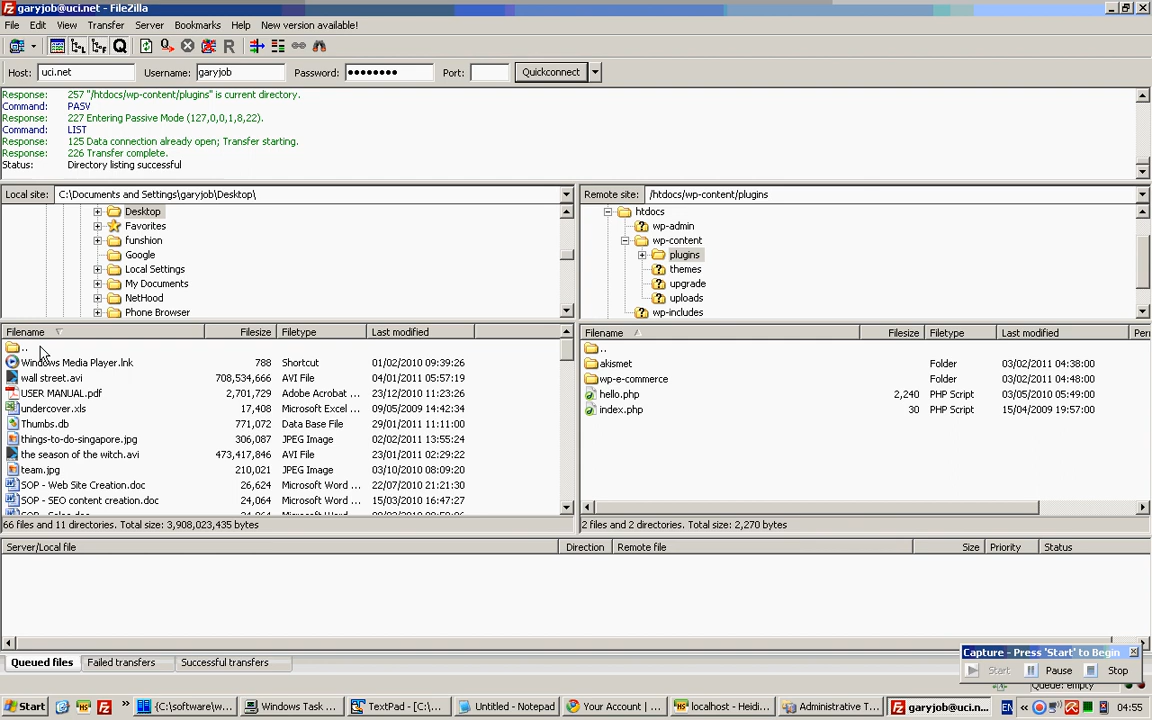 garyjob@uci.net - FileZilla
File Edit View Transfer Server Bookmarks Help New version available!
Host: uci.net Username: garyjob Password: ●●●●●●●● Port: Quickconnect
Response: 257 "/htdocs/wp-content/plugins" is current directory.
Command: PASV
Response: 227 Entering Passive Mode (127,0,0,1,8,22).
Command: LIST
Response: 125 Data connection already open; Transfer starting.
Response: 226 Transfer complete.
Status: Directory listing successful
Local site: C:\Documents and Settings\garyjob\Desktop\
Desktop
Favorites
funshion
Google
Local Settings
My Documents
NetHood
Phone Browser
Filename Filesize Filetype Last modified
..
Windows Media Player.lnk 788 Shortcut 01/02/2010 09:39:26
wall street.avi 708,534,666 AVI File 04/01/2011 05:57:19
USER MANUAL.pdf 2,701,729 Adobe Acrobat ... 23/12/2010 11:23:26
undercover.xls 17,408 Microsoft Excel ... 09/05/2009 14:42:34
Thumbs.db 771,072 Data Base File 29/01/2011 11:11:00
things-to-do-singapore.jpg 306,087 JPEG Image 02/02/2011 13:55:24
the season of the witch.avi 473,417,846 AVI File 23/01/2011 02:29:22
team.jpg 210,021 JPEG Image 03/10/2010 08:09:20
SOP - Web Site Creation.doc 26,624 Microsoft Word ... 22/07/2010 21:21:30
SOP - SEO content creation.doc 24,064 Microsoft Word ... 15/03/2010 16:47:27
66 files and 11 directories. Total size: 3,908,023,435 bytes
Remote site: /htdocs/wp-content/plugins
htdocs
wp-admin
wp-content
plugins
themes
upgrade
uploads
wp-includes
Filename Filesize Filetype Last modified Per
..
akismet Folder 03/02/2011 04:38:00
wp-e-commerce Folder 03/02/2011 04:48:00
hello.php 2,240 PHP Script 03/05/2010 05:49:00
index.php 30 PHP Script 15/04/2009 19:57:00
2 files and 2 directories. Total size: 2,270 bytes
Server/Local file Direction Remote file Size Priority Status
Queued files Failed transfers Successful transfers
Capture - Press 'Start' to Begin
Start Pause Stop
Queue: empty
Start {C:\software\w... Windows Task ... TextPad - [C:\... Untitled - Notepad Your Account | ... localhost - Heidi... Administrative T... garyjob@uci.n... EN 04:55